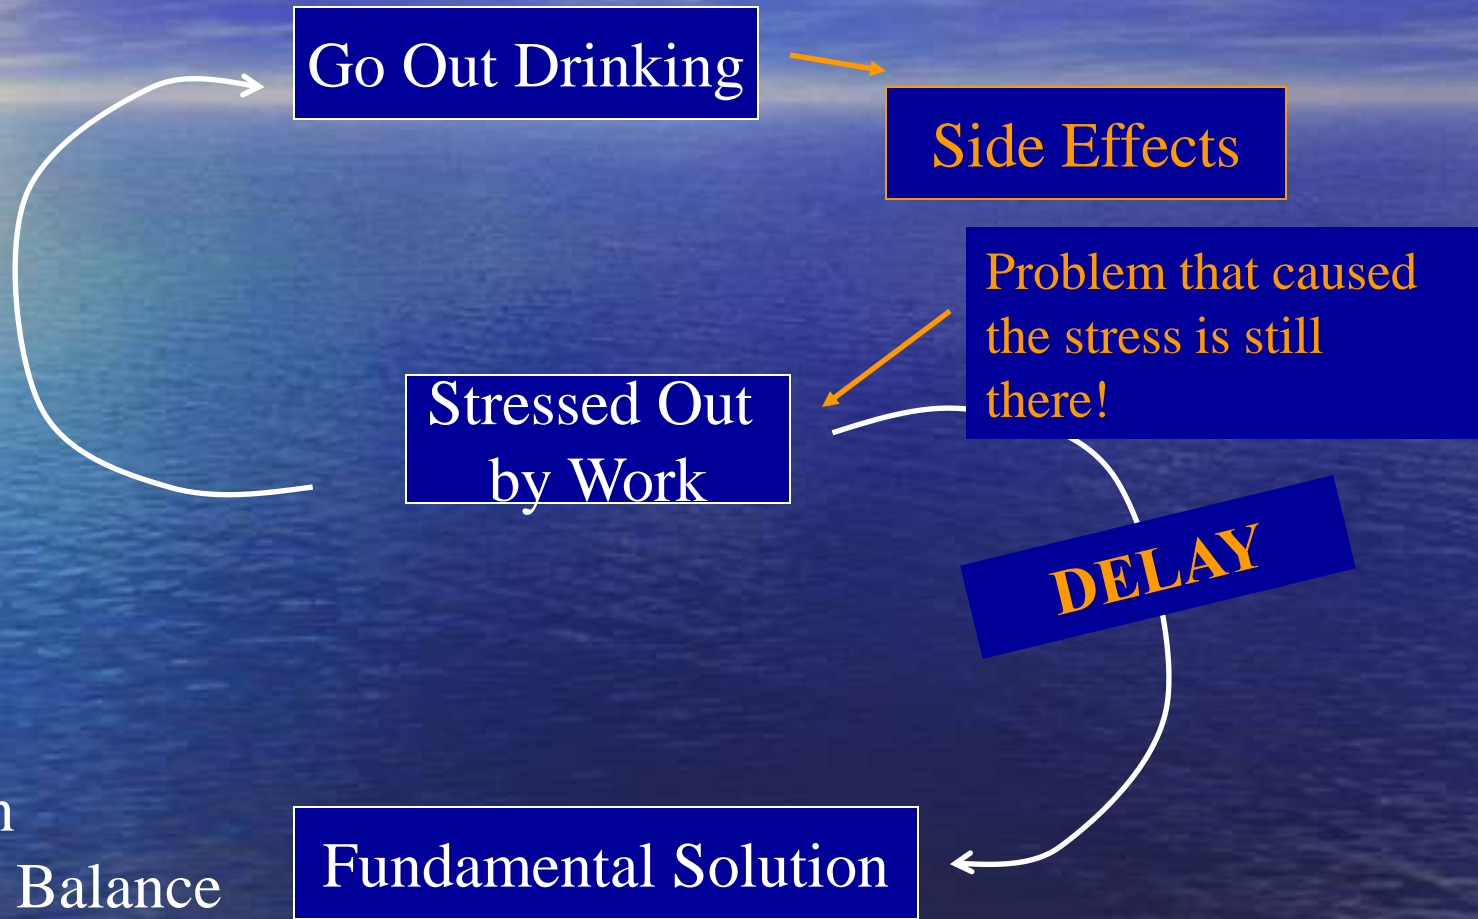 Go Out Drinking
Side Effects
Problem that caused
the stress is still
there!
Stressed Out
by Work
DELAY
Balance
Fundamental Solution